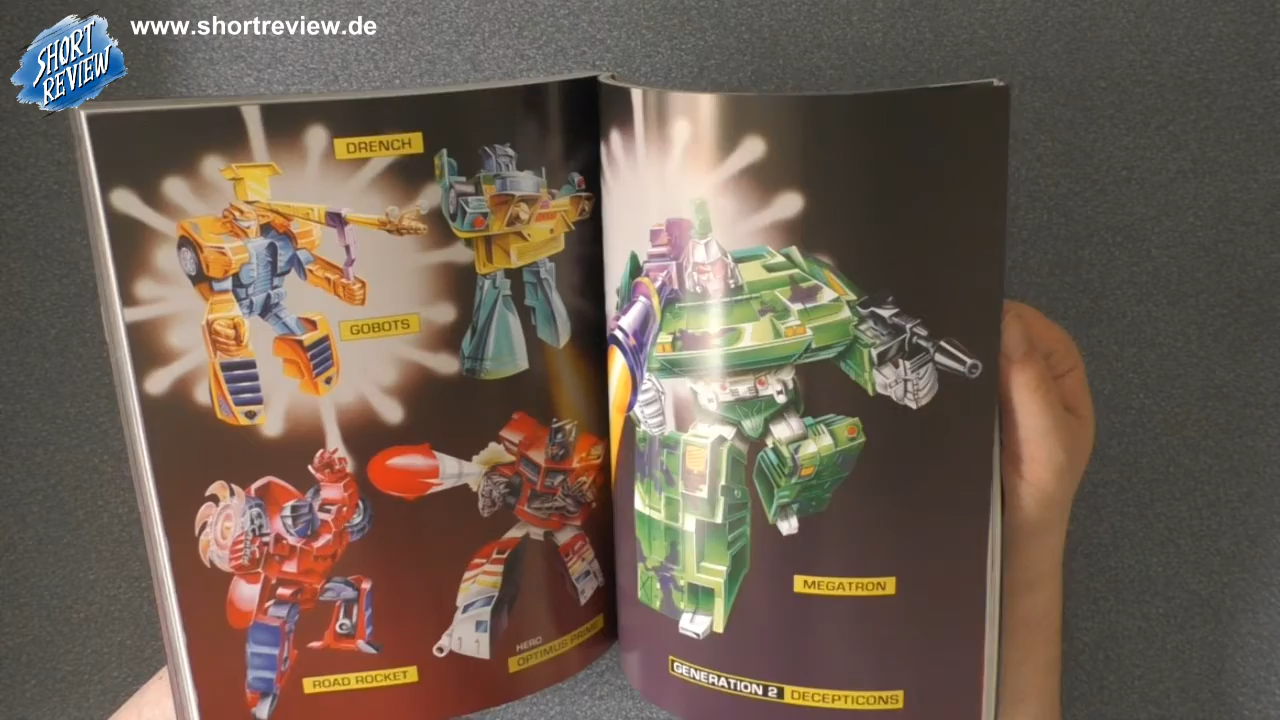 SHORT
REVIEW
www.shortreview.de
DRENCH
GOBOTS
ROAD ROCKET
HERO
OPTIMUS PRIME
MEGATRON
GENERATION 2 DECEPTICONS